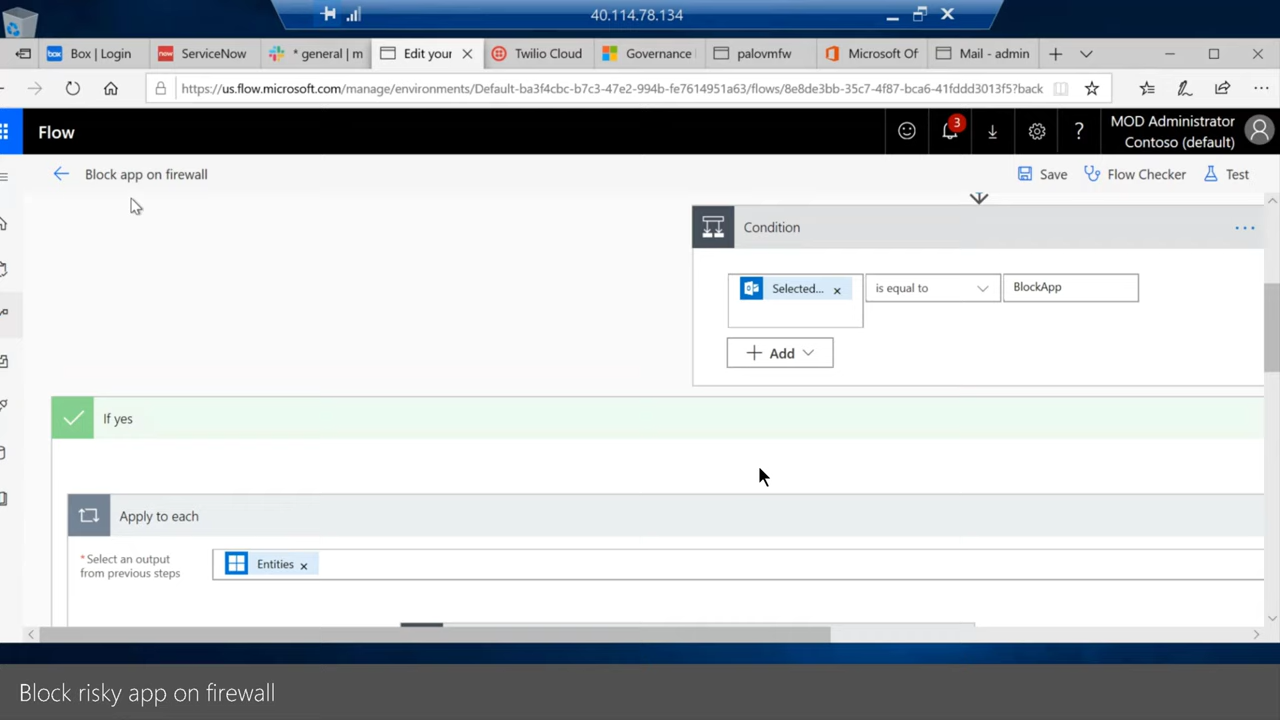 40.114.78.134
box Box | Login
now ServiceNow
* general | m
Edit your
Twilio Cloud
Governance
palovmfw
Microsoft Of
Mail - admin
https://us.flow.microsoft.com/manage/environments/Default-ba3f4cbc-b7c3-47e2-994b-fe7614951a63/flows/8e8de3bb-35c7-4f87-bca6-41fddd3013f5?back
Flow
3
?
MOD Administrator
Contoso (default)
Block app on firewall
Save
Flow Checker
Test
Condition
Selected...
is equal to
BlockApp
Add
If yes
Apply to each
*Select an output
from previous steps
Entities
Block risky app on firewall